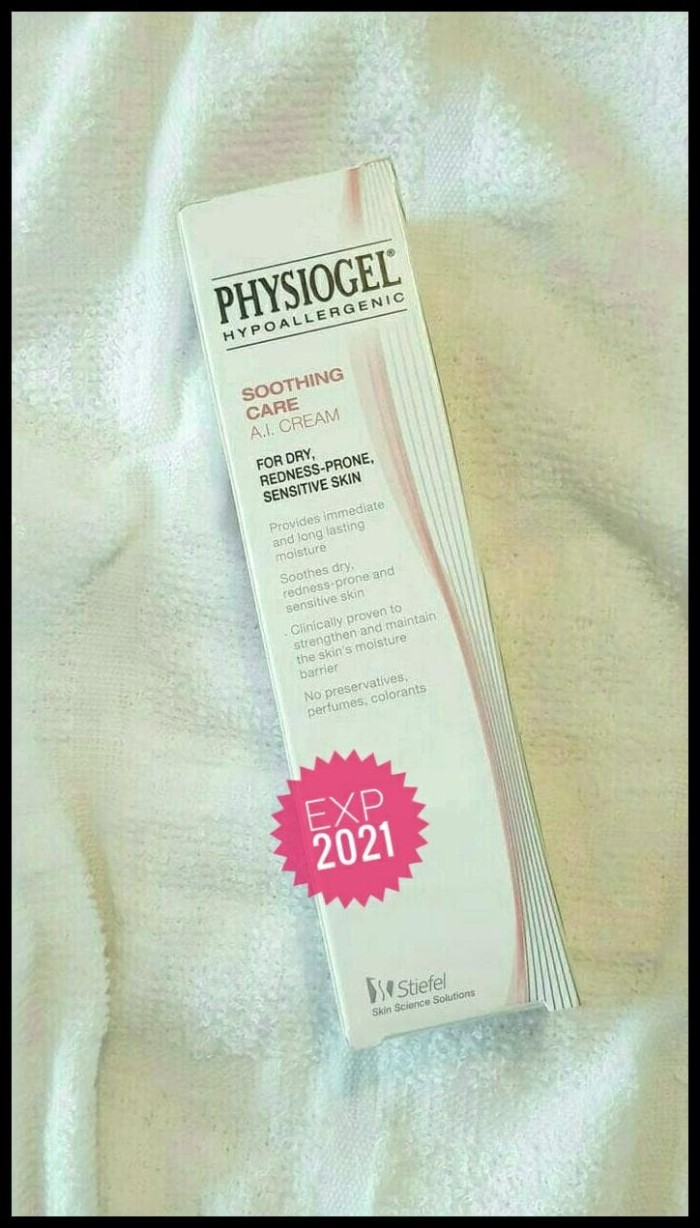 PHYSIOGEL®
HYPOALLERGENIC
SOOTHING
CARE
A.I. CREAM
FOR DRY,
REDNESS-PRONE,
SENSITIVE SKIN
Provides immediate
and long lasting
moisture
Soothes dry,
redness-prone and
sensitive skin
· Clinically proven to
strengthen and maintain
the skin's moisture
barrier
No preservatives,
perfumes, colorants
EXP
2021
Stiefel
Skin Science Solutions